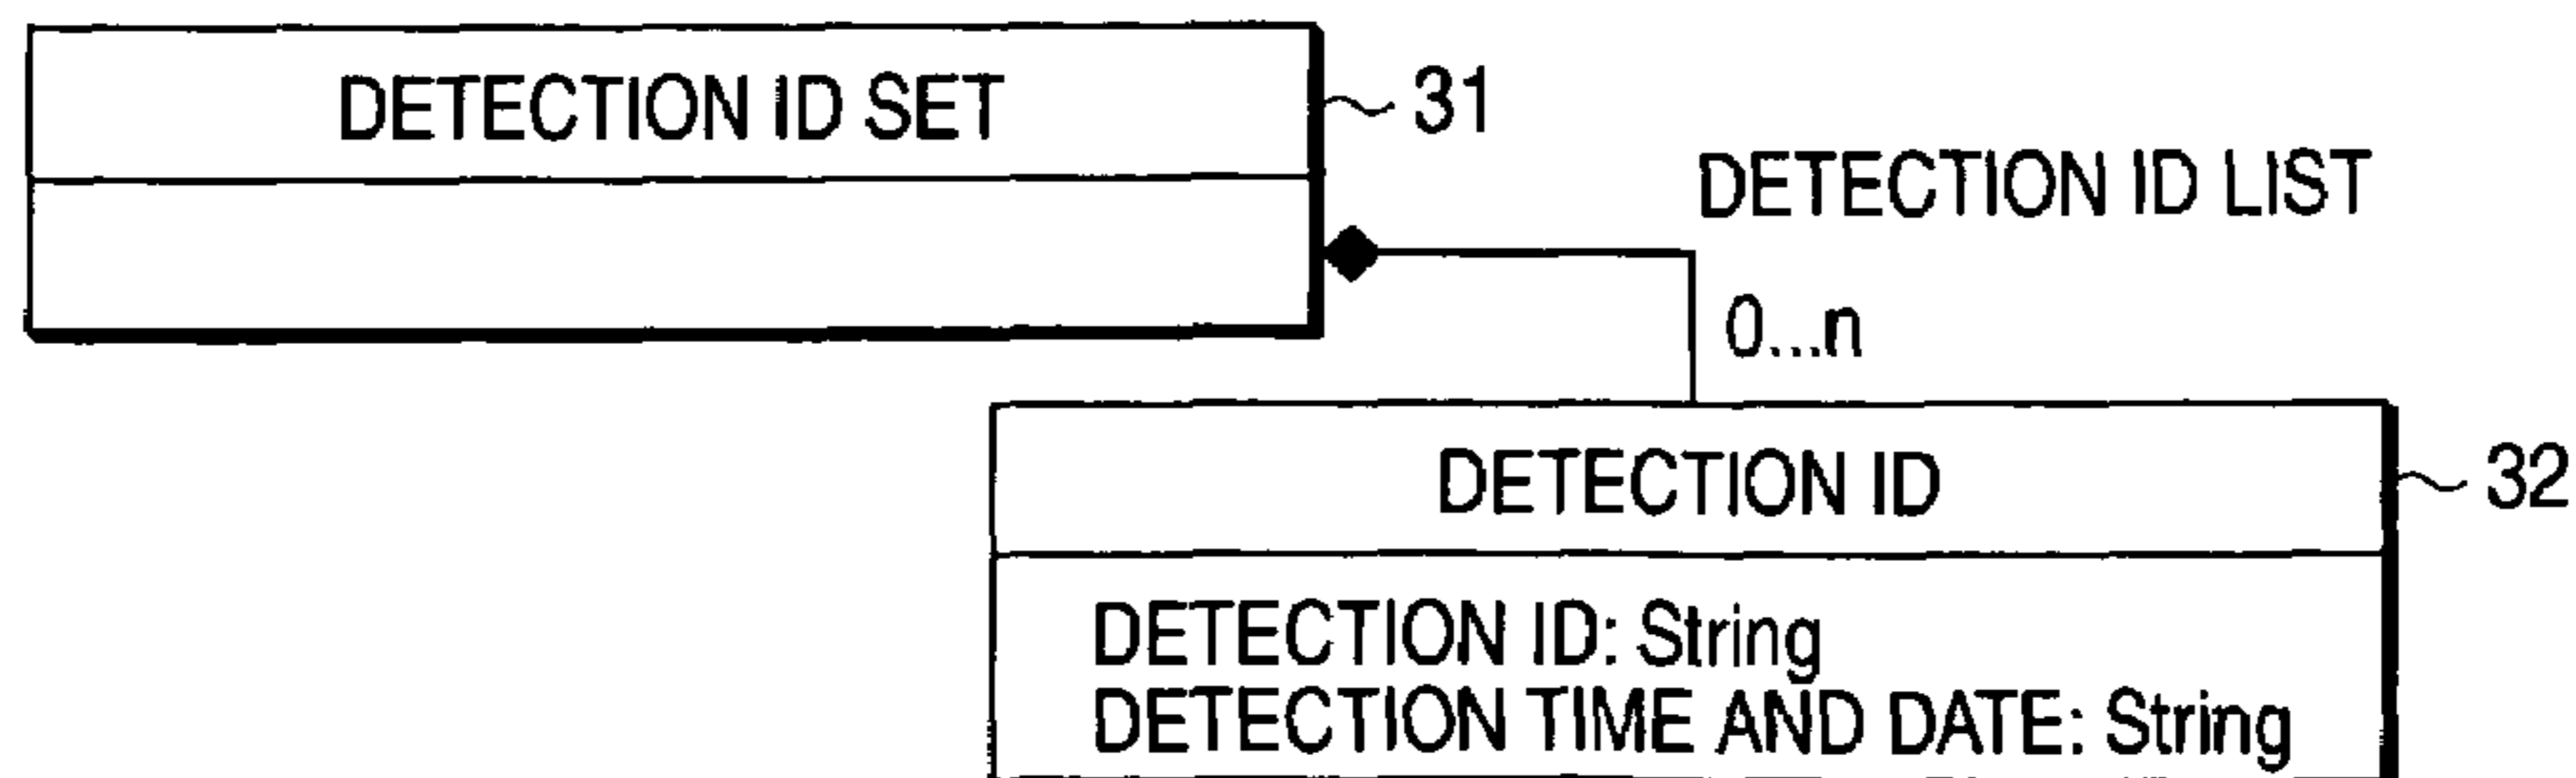 DETECTION ID SET
31
DETECTION ID LIST
0...n
DETECTION ID
32
DETECTION ID: String
DETECTION TIME AND DATE: String